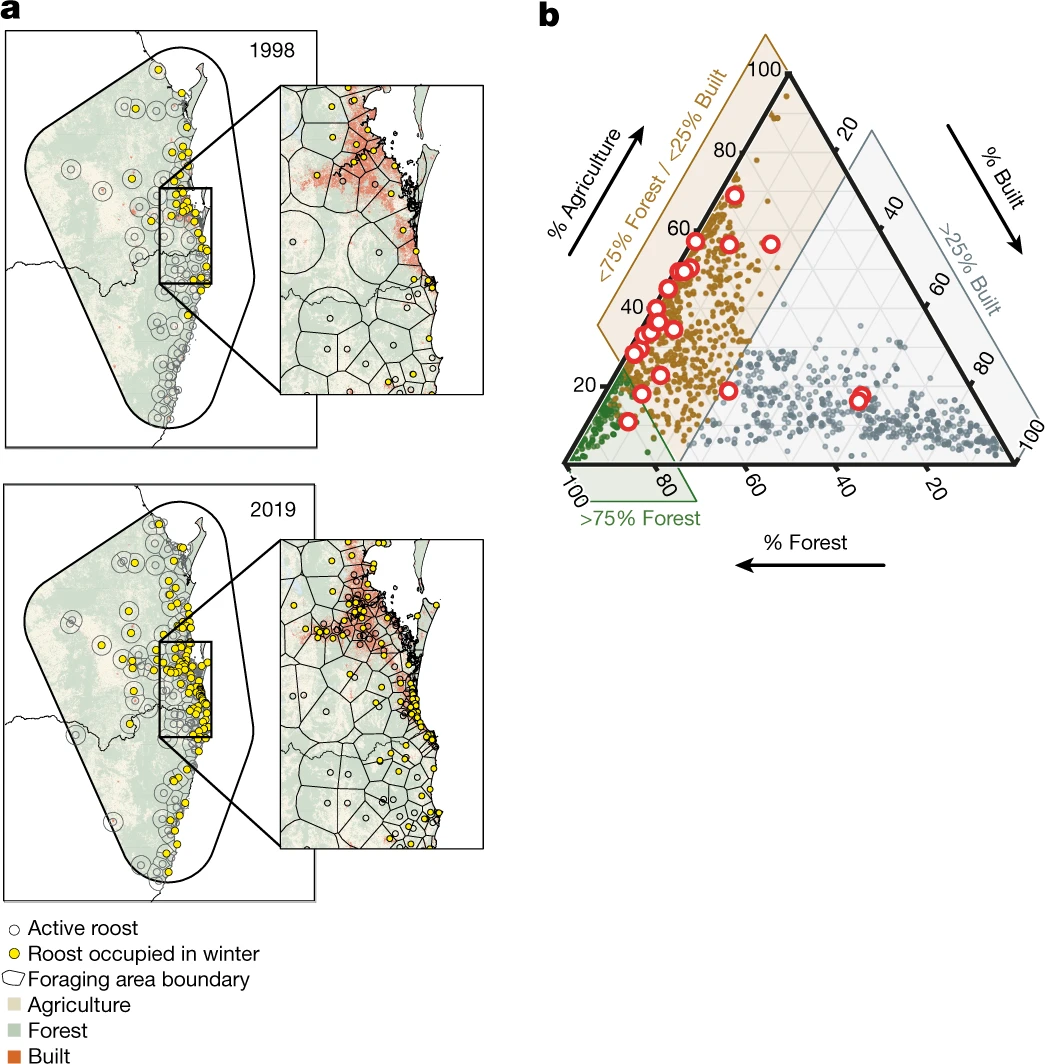 a
1998
2019
Active roost
Roost occupied in winter
Foraging area boundary
Agriculture
Forest
Built
b
100
80
60
40
20
20
40
60
80
100
100
80
60
40
20
% Agriculture
<75% Forest / <25% Built
% Built
>25% Built
>75% Forest
% Forest